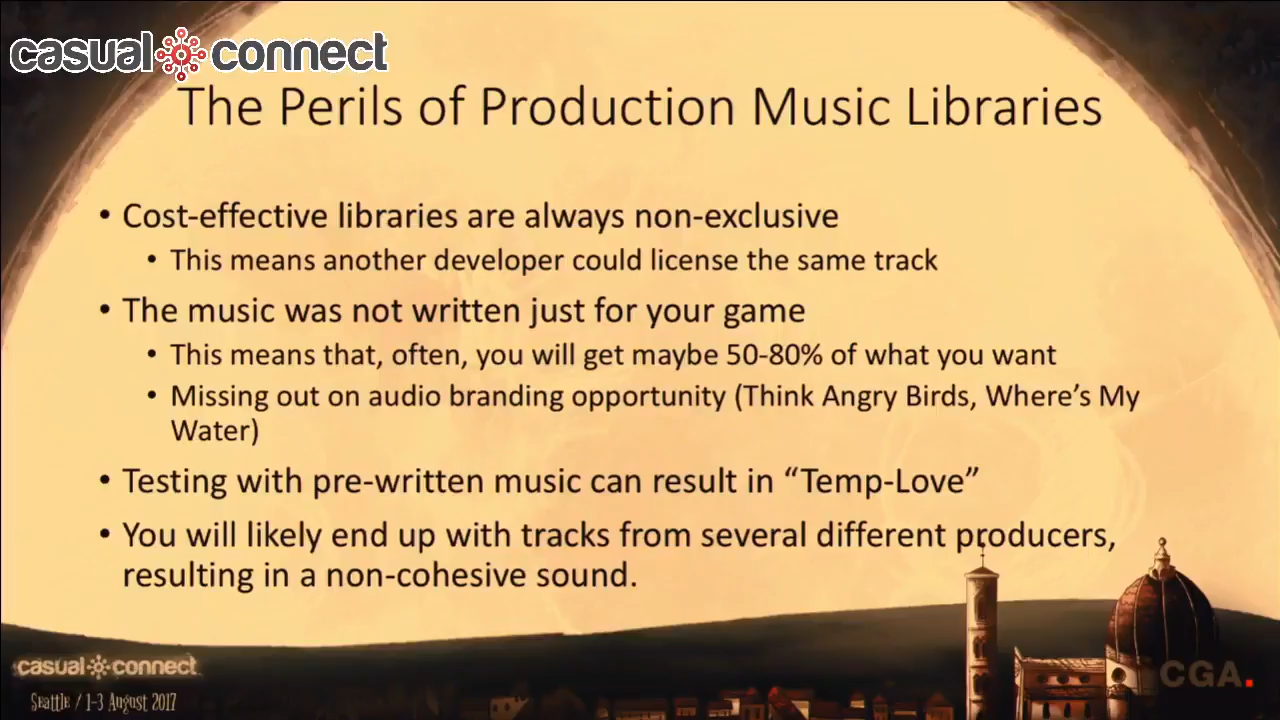 casual connect
The Perils of Production Music Libraries
• Cost-effective libraries are always non-exclusive
• This means another developer could license the same track
• The music was not written just for your game
• This means that, often, you will get maybe 50-80% of what you want
• Missing out on audio branding opportunity (Think Angry Birds, Where's My
Water)
• Testing with pre-written music can result in “Temp-Love”
• You will likely end up with tracks from several different producers,
resulting in a non-cohesive sound.
casual connect
Seattle / 1-3 August 2017
CGA.